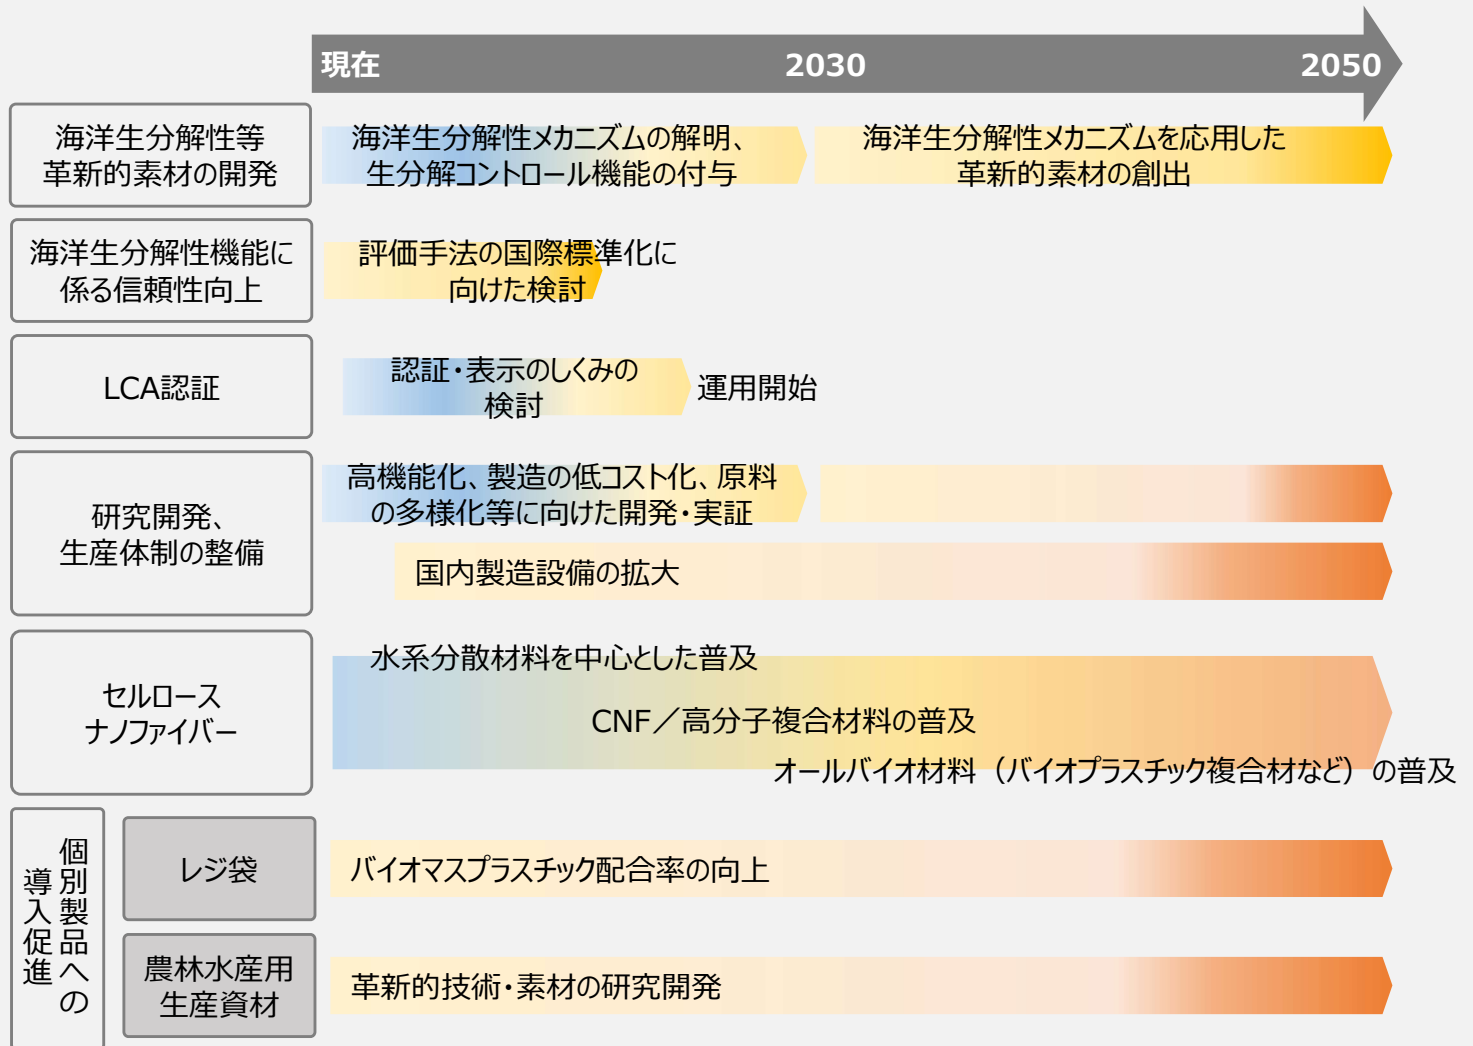 現在
2030
2050
海洋生分解性等
革新的素材の開発
海洋生分解性メカニズムの解明、
生分解コントロール機能の付与
海洋生分解性メカニズムを応用した
革新的素材の創出
海洋生分解性機能に
係る信頼性向上
評価手法の国際標準化に
向けた検討
LCA認証
認証・表示のしくみの
検討
運用開始
研究開発、
生産体制の整備
高機能化、製造の低コスト化、原料
の多様化等に向けた開発・実証
国内製造設備の拡大
セルロース
ナノファイバー
水系分散材料を中心とした普及
CNF／高分子複合材料の普及
オールバイオ材料（バイオプラスチック複合材など）の普及
個別製品への
導入促進
レジ袋
バイオマスプラスチック配合率の向上
農林水産用
生産資材
革新的技術・素材の研究開発